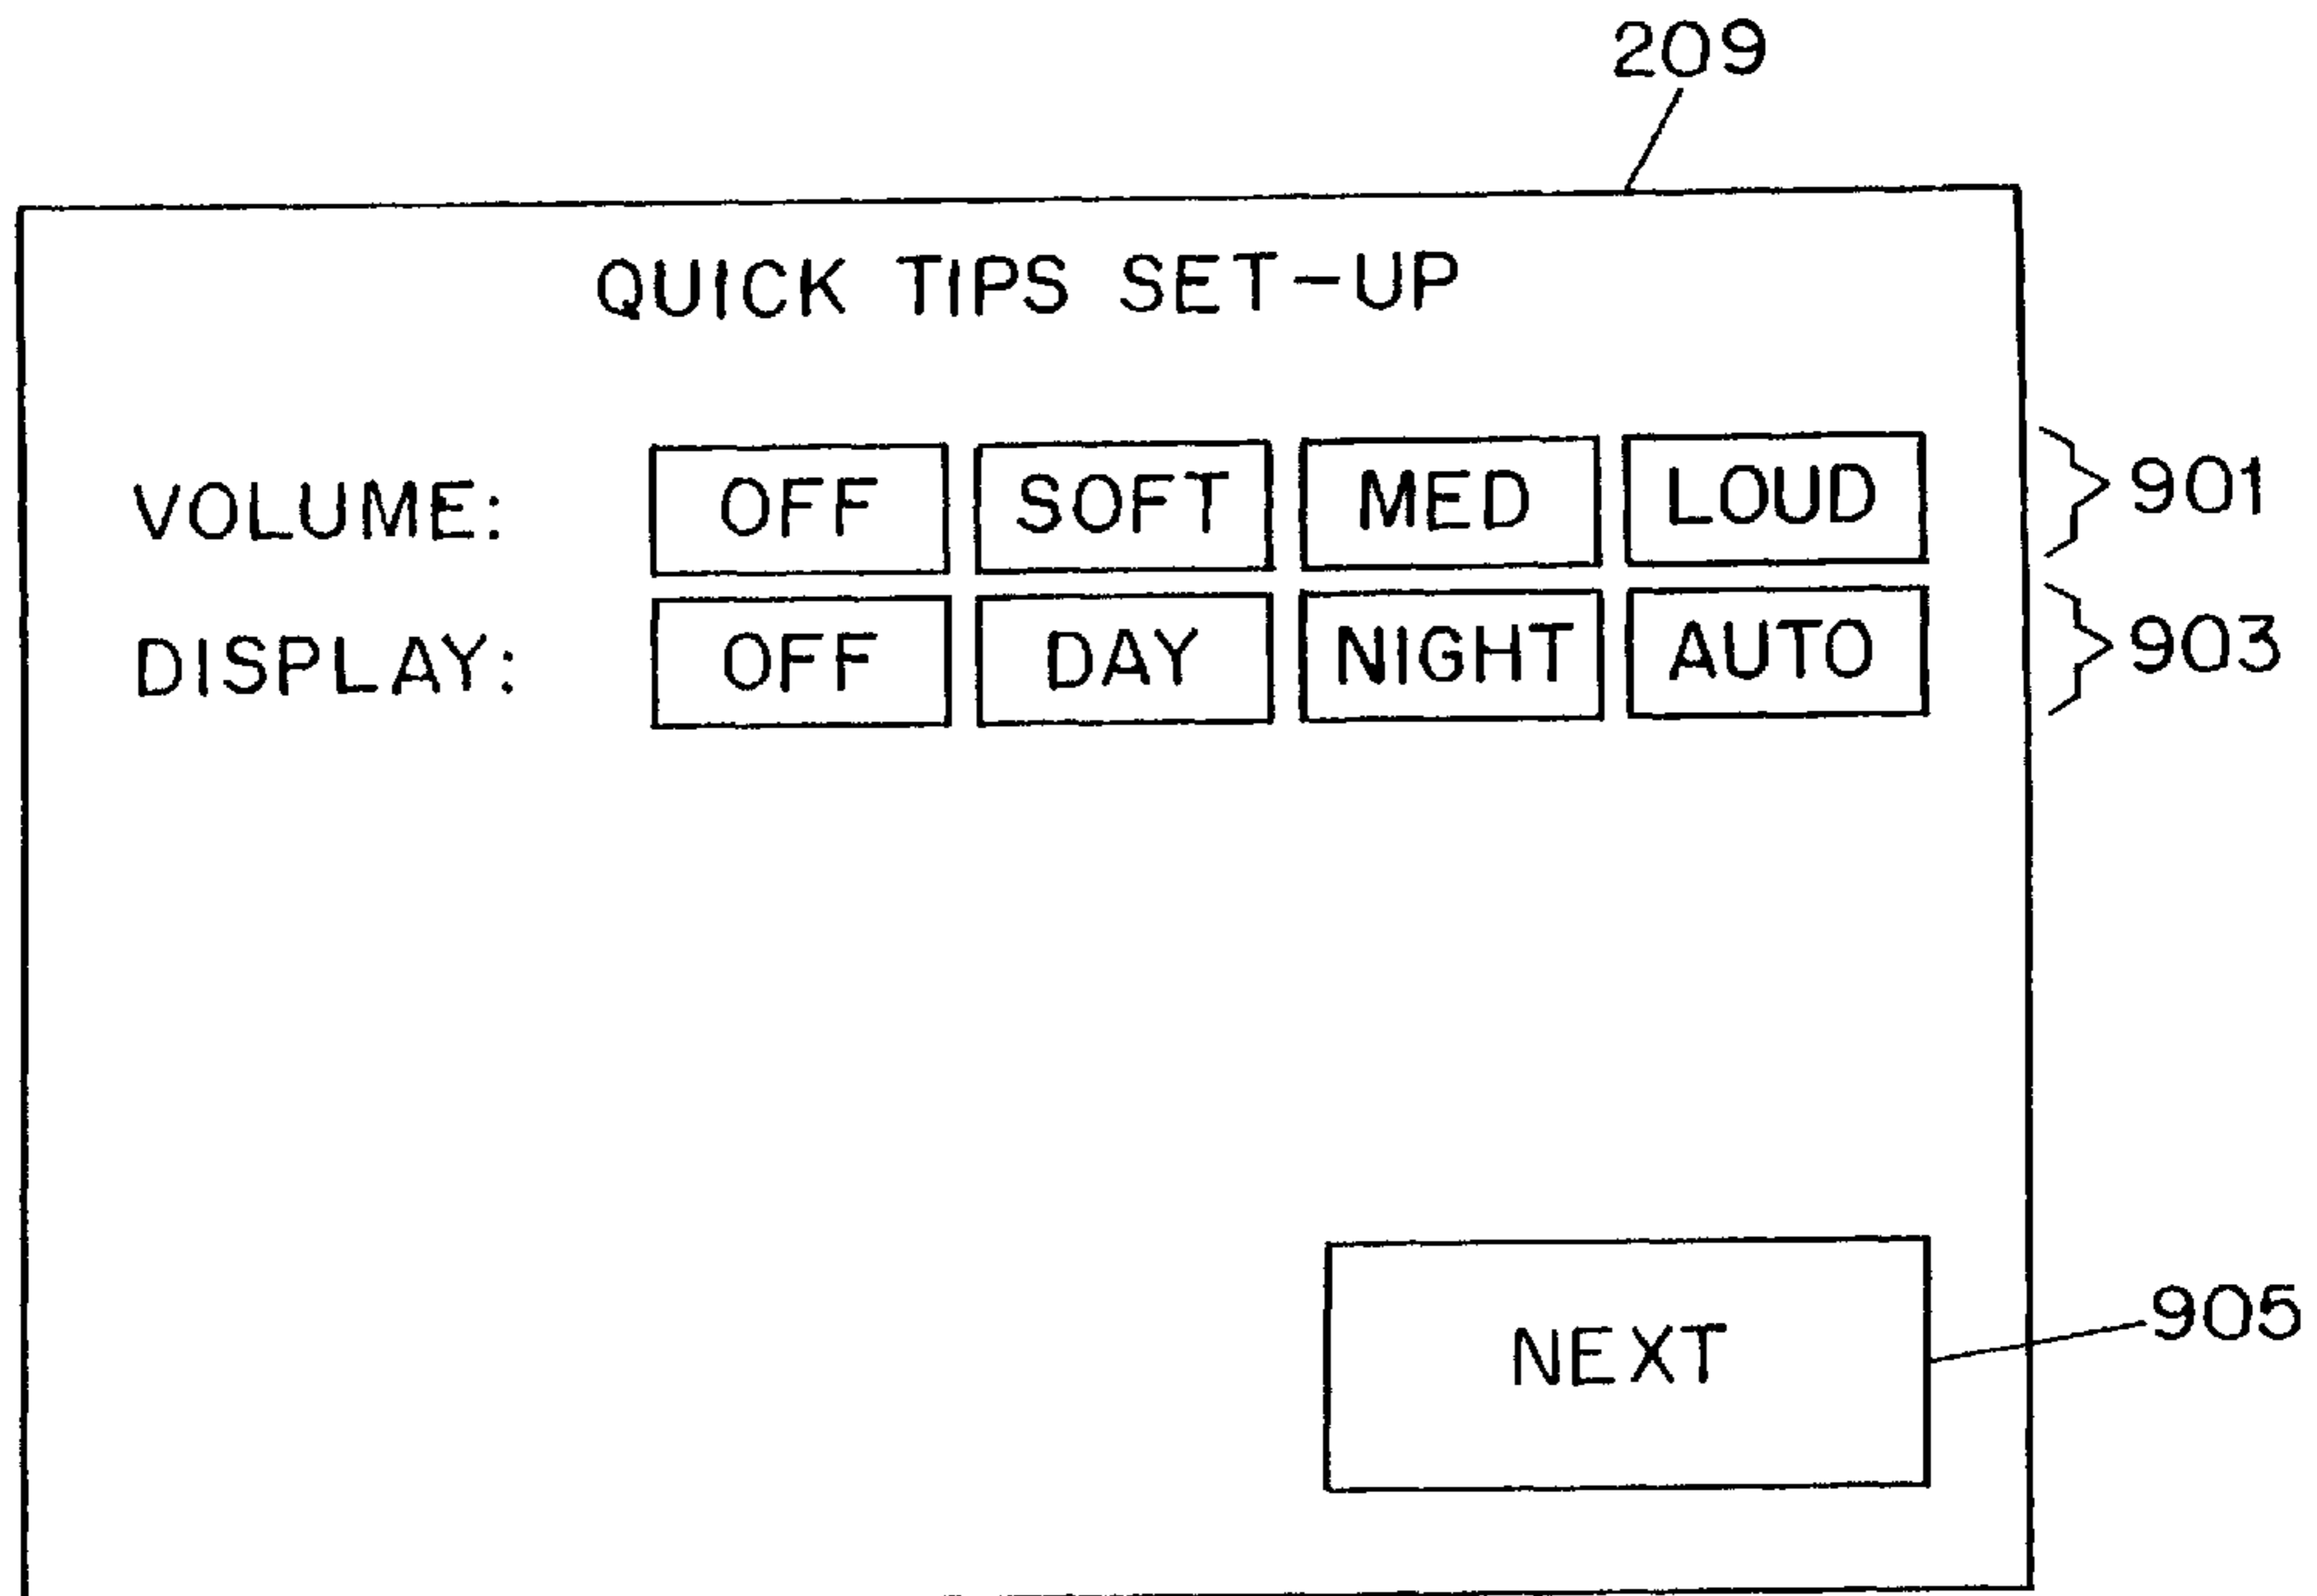 209
QUICK TIPS SET-UP
VOLUME: OFF SOFT MED LOUD 901
DISPLAY: OFF DAY NIGHT AUTO 903
NEXT 905